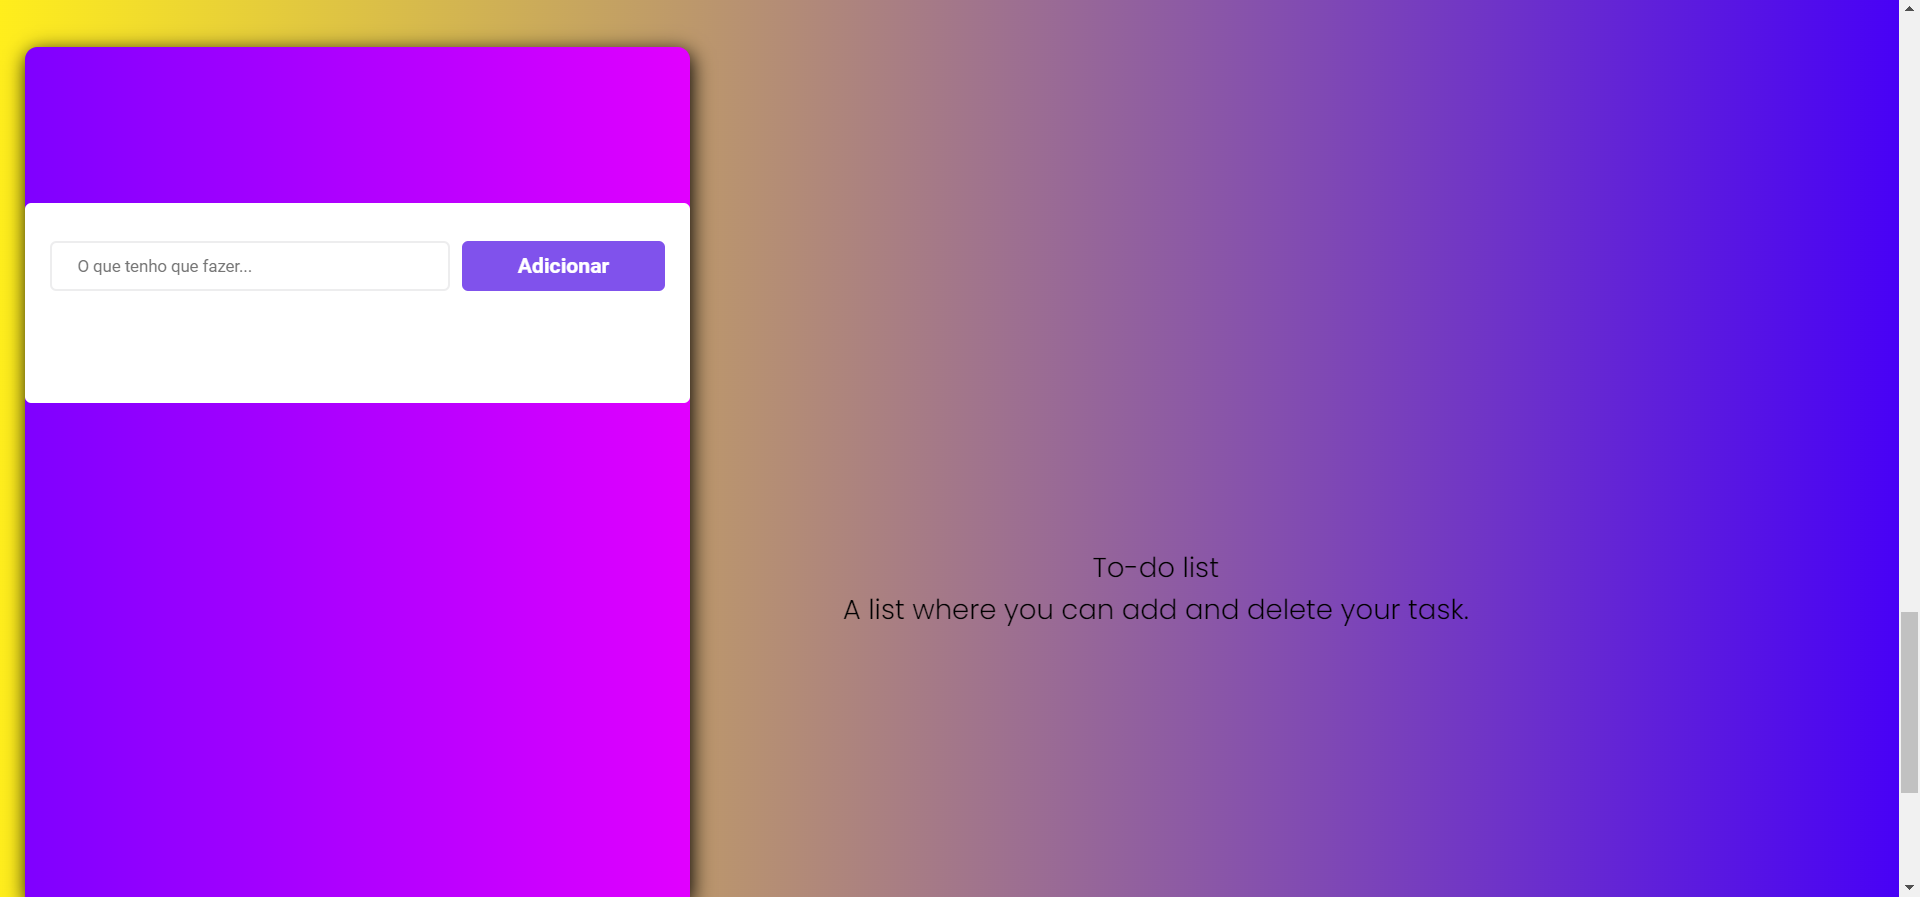 O que tenho que fazer...
Adicionar
To-do list
A list where you can add and delete your task.